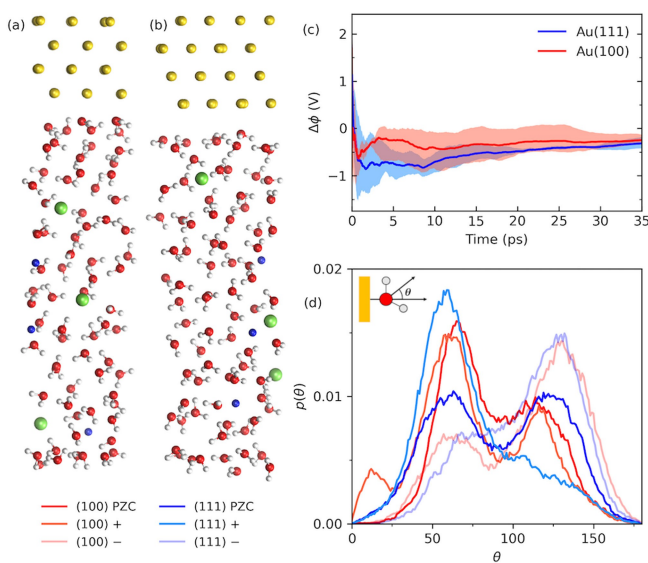 (a)
(b)
(c)
Au(111)
Au(100)
2
1
0
−1
Δϕ (V)
0
5
10
15
20
25
30
35
Time (ps)
(d)
θ
0.02
0.01
0.00
p(θ)
0
50
100
150
θ
(100) PZC
(100) +
(100) −
(111) PZC
(111) +
(111) −